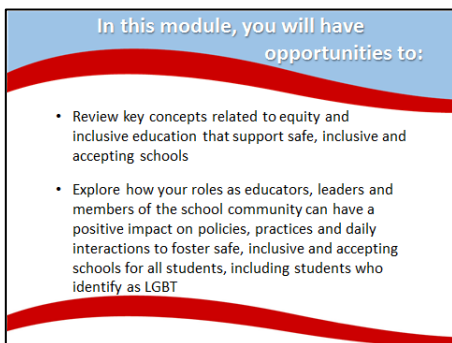 In this module, you will have
opportunities to:
• Review key concepts related to equity and
inclusive education that support safe, inclusive and
accepting schools
• Explore how your roles as educators, leaders and
members of the school community can have a
positive impact on policies, practices and daily
interactions to foster safe, inclusive and accepting
schools for all students, including students who
identify as LGBT